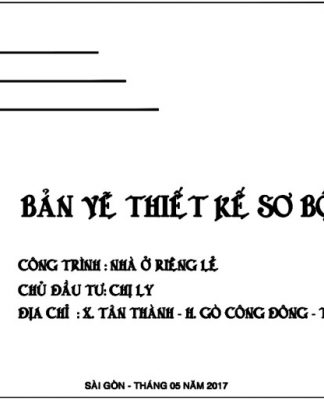 BẢN VẼ THIẾT KẾ SƠ BỘ
CÔNG TRÌNH : NHÀ Ở RIÊNG LẺ
CHỦ ĐẦU TƯ: CHỊ LY
ĐỊA CHỈ : X. TÂN THÀNH - H. GÒ CÔNG ĐÔNG - T
SÀI GÒN - THÁNG 05 NĂM 2017